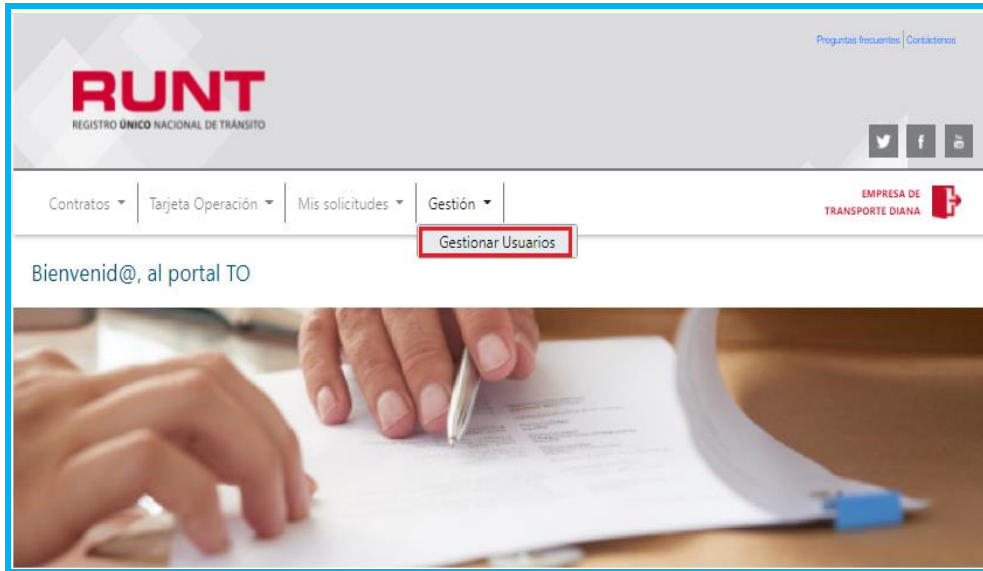 Preguntas frecuentes Contáctenos
RUNT
REGISTRO ÚNICO NACIONAL DE TRÁNSITO
Contratos Tarjeta Operación Mis solicitudes Gestión
EMPRESA DE
TRANSPORTE DIANA
Gestionar Usuarios
Bienvenid@, al portal TO